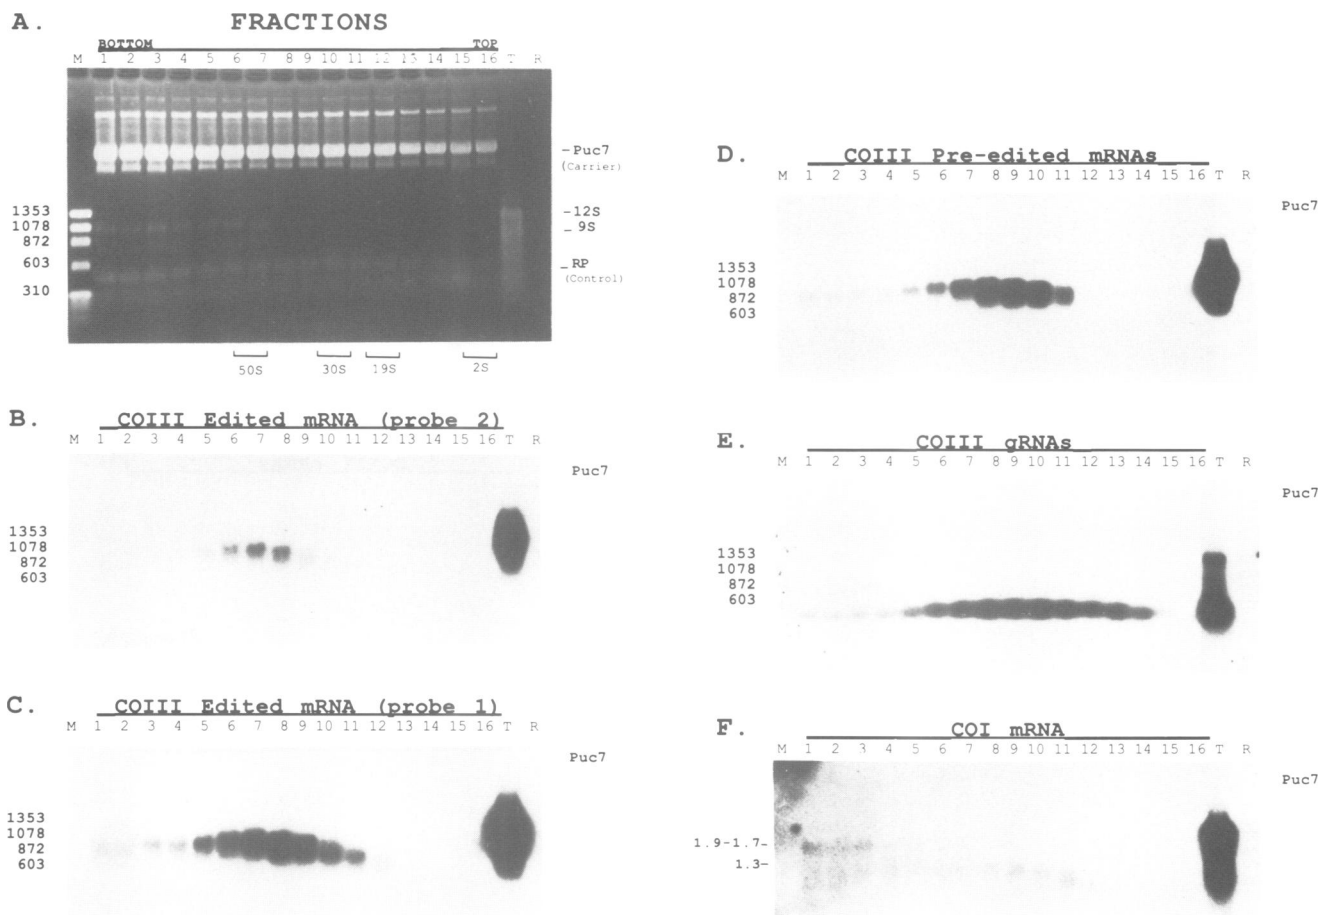 A. FRACTIONS
BOTTOM TOP
M 1 2 3 4 5 6 7 8 9 10 11 12 13 14 15 16 T R
-Puc7
(Carrier)
1353
1078
872
603
310
-12S
_ 9S
_ RP
(Control)
50S 30S 19S 2S
B. COIII Edited mRNA (probe 2)
M 1 2 3 4 5 6 7 8 9 10 11 12 13 14 15 16 T R
Puc7
1353
1078
872
603
C. COIII Edited mRNA (probe 1)
M 1 2 3 4 5 6 7 8 9 10 11 12 13 14 15 16 T R
Puc7
1353
1078
872
603
D. COIII Pre-edited mRNAs
M 1 2 3 4 5 6 7 8 9 10 11 12 13 14 15 16 T R
Puc7
1353
1078
872
603
E. COIII gRNAs
M 1 2 3 4 5 6 7 8 9 10 11 12 13 14 15 16 T R
Puc7
1353
1078
872
603
F. COI mRNA
M 1 2 3 4 5 6 7 8 9 10 11 12 13 14 15 16 T R
Puc7
1.9-1.7-
1.3-